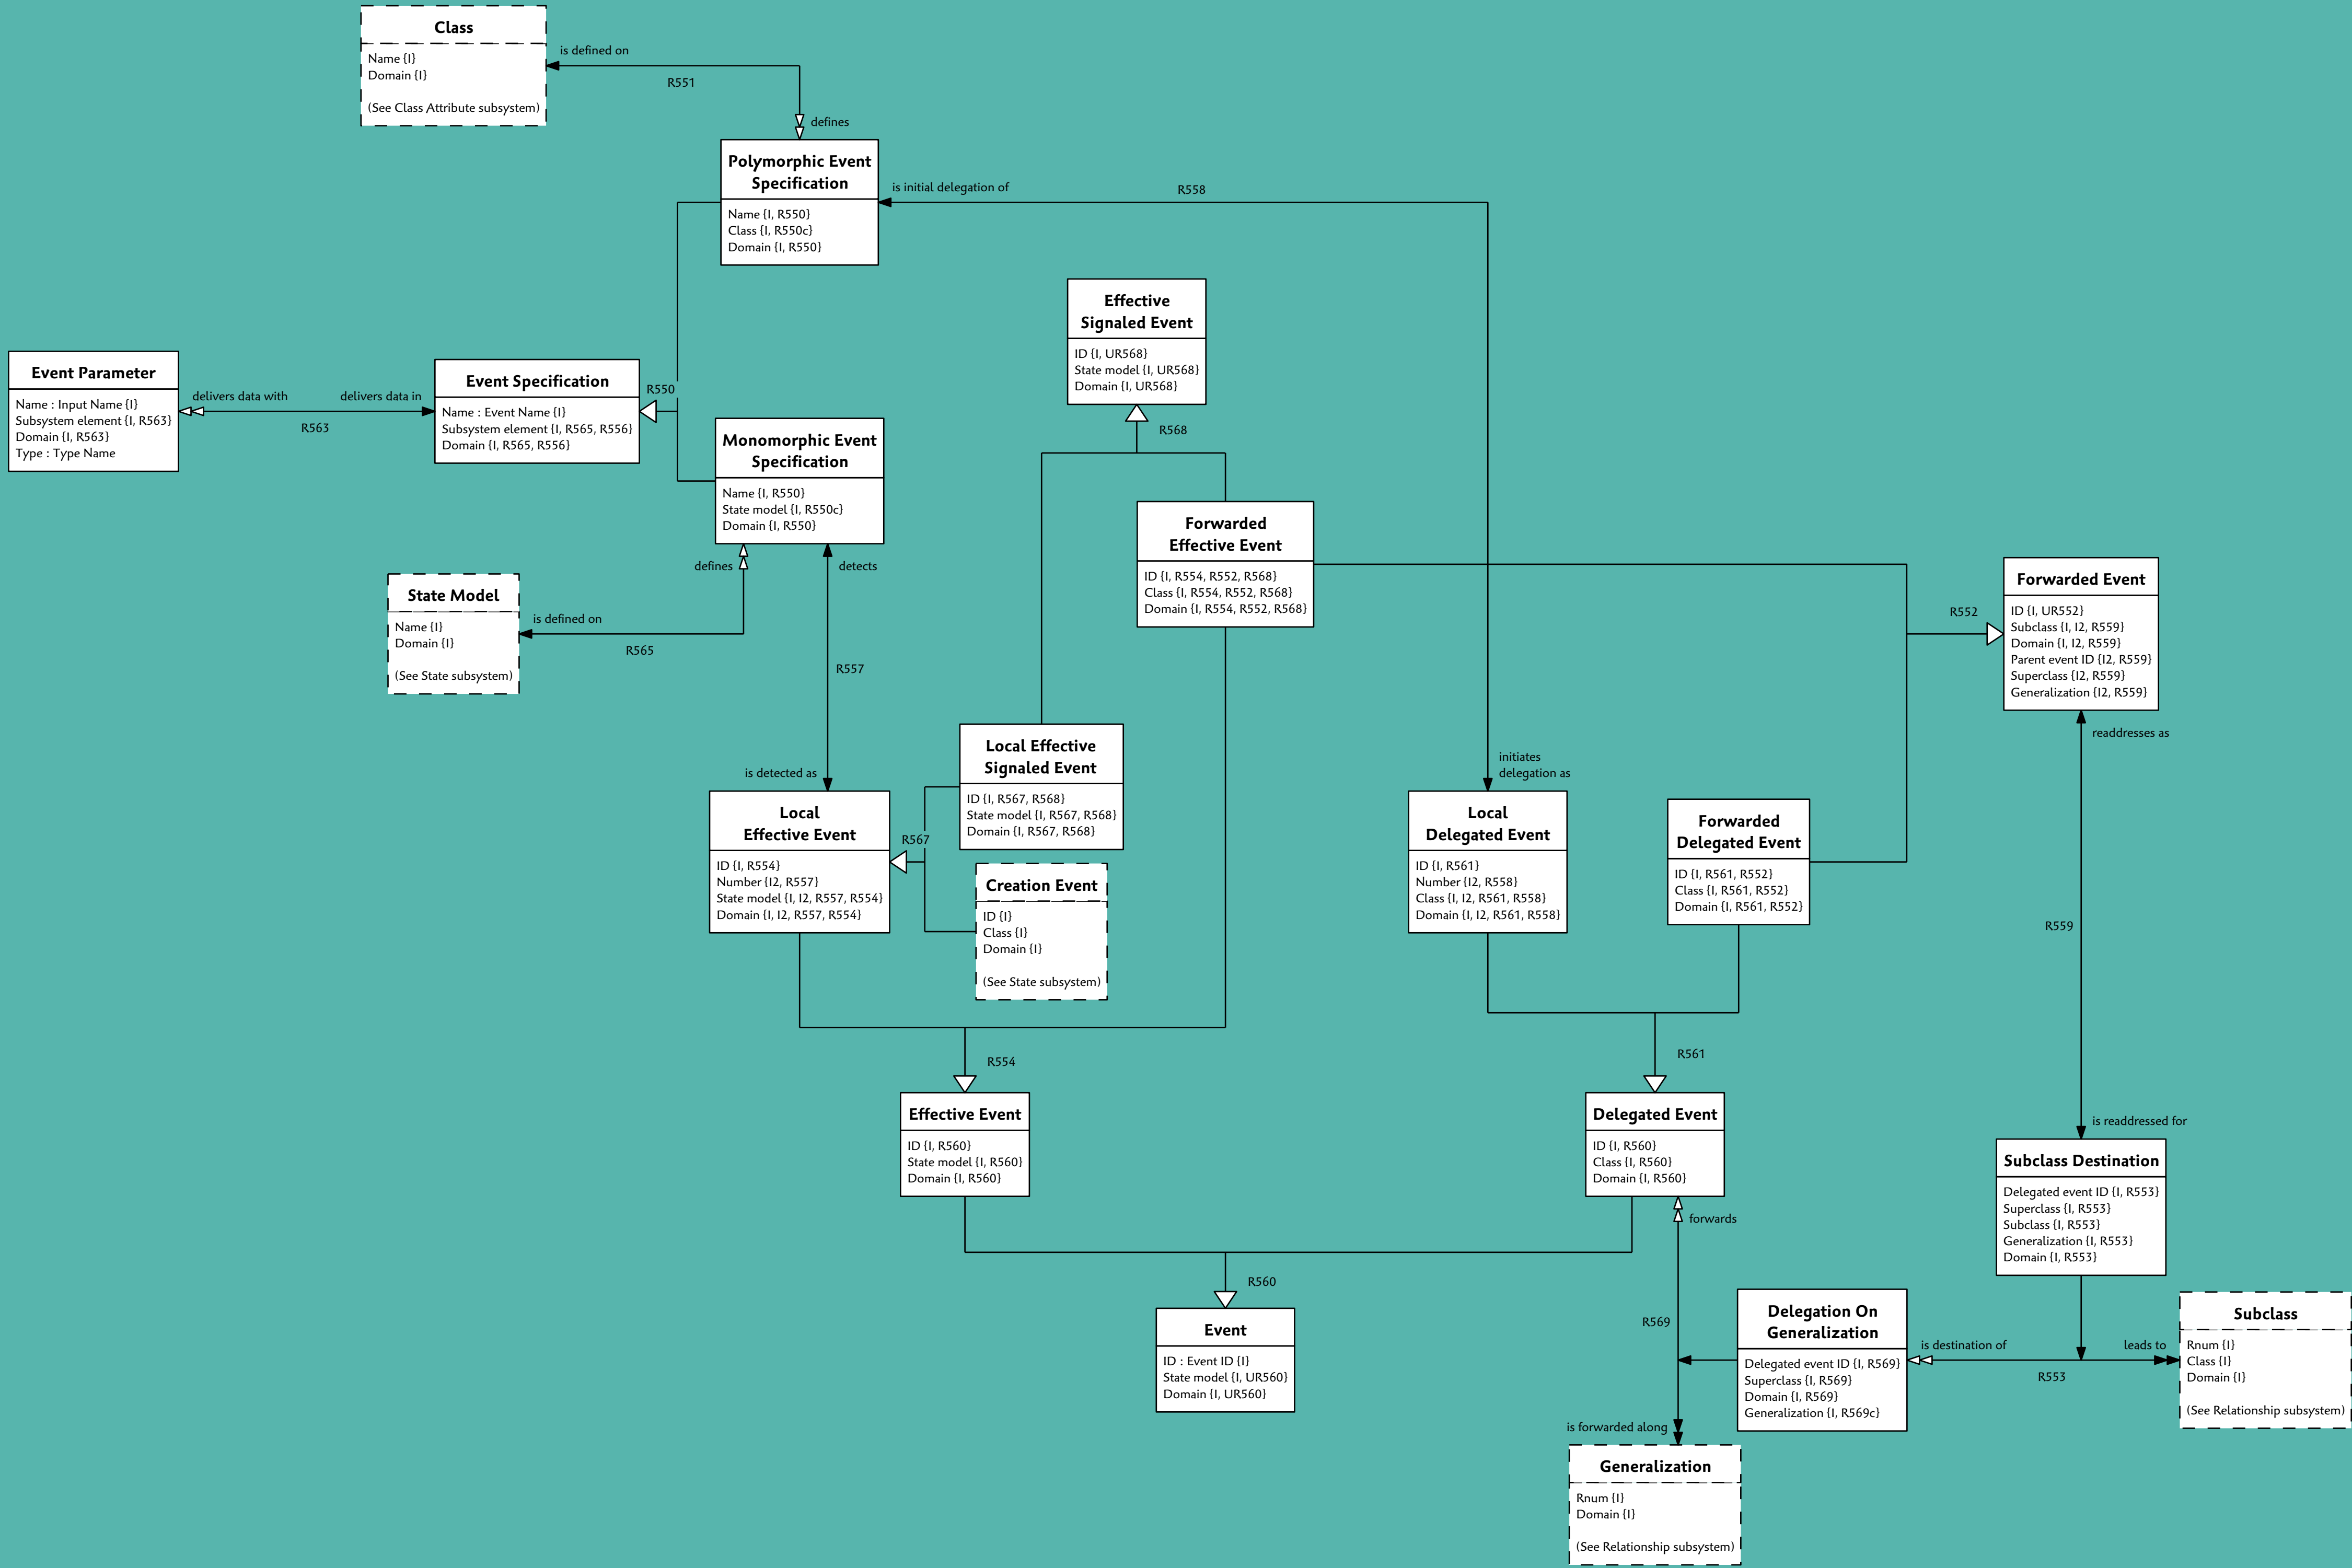 Class
Name {I}
Domain {I}
(See Class Attribute subsystem)
is defined on
R551
defines
Polymorphic Event
Specification
Name {I, R550}
Class {I, R550c}
Domain {I, R550}
is initial delegation of
R558
Effective
Signaled Event
ID {I, UR568}
State model {I, UR568}
Domain {I, UR568}
R568
Event Parameter
Name : Input Name {I}
Subsystem element {I, R563}
Domain {I, R563}
Type : Type Name
delivers data with
R563
delivers data in
Event Specification
Name : Event Name {I}
Subsystem element {I, R565, R556}
Domain {I, R565, R556}
R550
Monomorphic Event
Specification
Name {I, R550}
State model {I, R550c}
Domain {I, R550}
defines
detects
Forwarded
Effective Event
ID {I, R554, R552, R568}
Class {I, R554, R552, R568}
Domain {I, R554, R552, R568}
State Model
Name {I}
Domain {I}
(See State subsystem)
is defined on
R565
R557
R552
Forwarded Event
ID {I, UR552}
Subclass {I, I2, R559}
Domain {I, I2, R559}
Parent event ID {I2, R559}
Superclass {I2, R559}
Generalization {I2, R559}
readdresses as
is detected as
Local
Effective Event
ID {I, R554}
Number {I2, R557}
State model {I, I2, R557, R554}
Domain {I, I2, R557, R554}
R567
Local Effective
Signaled Event
ID {I, R567, R568}
State model {I, R567, R568}
Domain {I, R567, R568}
Creation Event
ID {I}
Class {I}
Domain {I}
(See State subsystem)
initiates
delegation as
Local
Delegated Event
ID {I, R561}
Number {I2, R558}
Class {I, I2, R561, R558}
Domain {I, I2, R561, R558}
Forwarded
Delegated Event
ID {I, R561, R552}
Class {I, R561, R552}
Domain {I, R561, R552}
R559
R554
R561
Effective Event
ID {I, R560}
State model {I, R560}
Domain {I, R560}
Delegated Event
ID {I, R560}
Class {I, R560}
Domain {I, R560}
forwards
is readdressed for
Subclass Destination
Delegated event ID {I, R553}
Superclass {I, R553}
Subclass {I, R553}
Generalization {I, R553}
Domain {I, R553}
R560
Event
ID : Event ID {I}
State model {I, UR560}
Domain {I, UR560}
R569
Delegation On
Generalization
Delegated event ID {I, R569}
Superclass {I, R569}
Domain {I, R569}
Generalization {I, R569c}
is destination of
R553
leads to
Subclass
Rnum {I}
Class {I}
Domain {I}
(See Relationship subsystem)
is forwarded along
Generalization
Rnum {I}
Domain {I}
(See Relationship subsystem)